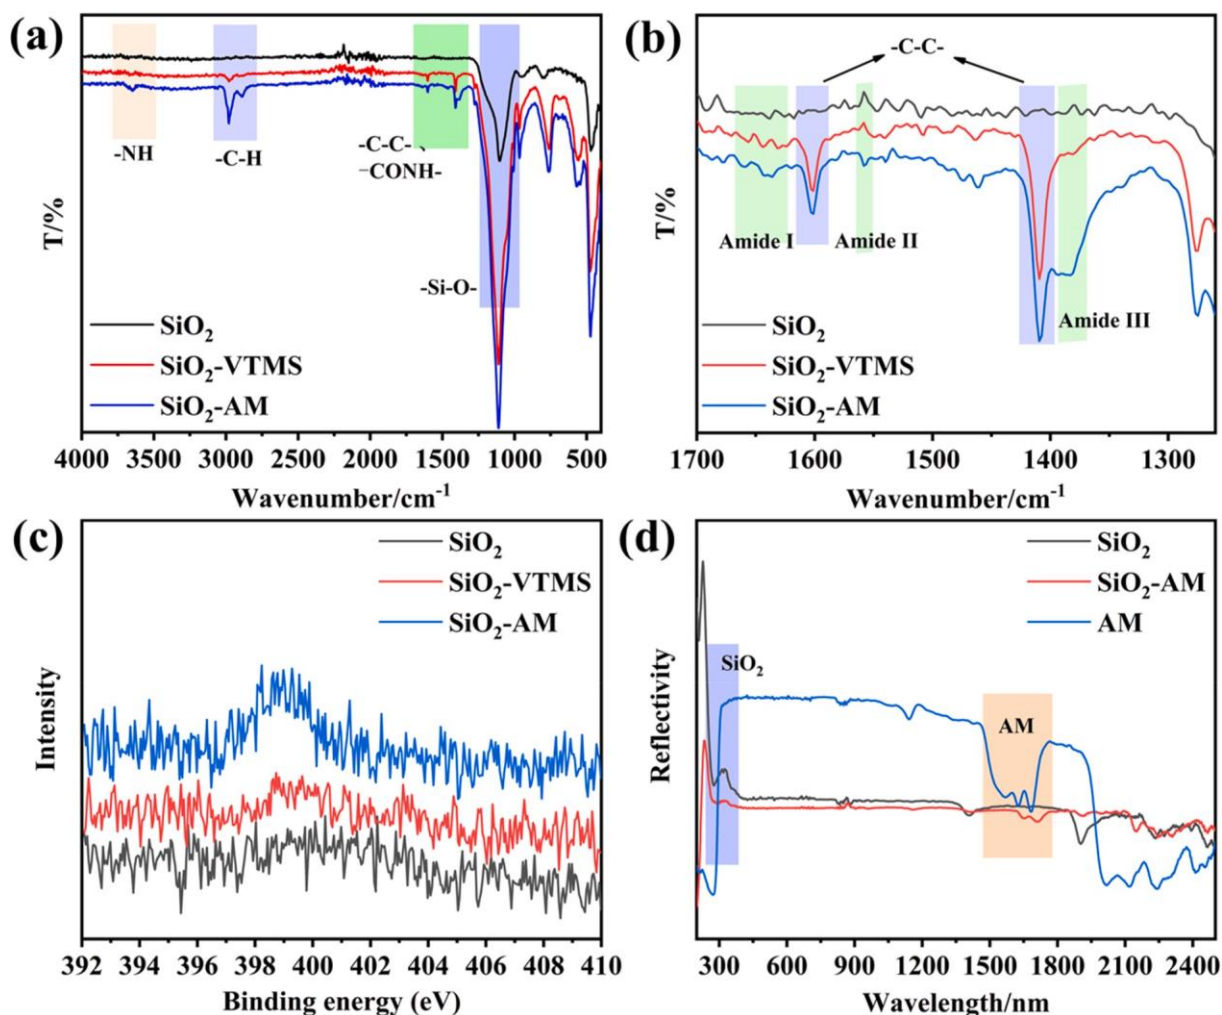 (a)
-NH
-C-H
-C-C-、
-CONH-
-Si-O-
SiO2
SiO2-VTMS
SiO2-AM
T/%
4000 3500 3000 2500 2000 1500 1000 500
Wavenumber/cm-1
(b)
-C-C-
Amide I
Amide II
Amide III
SiO2
SiO2-VTMS
SiO2-AM
T/%
1700 1600 1500 1400 1300
Wavenumber/cm-1
(c)
SiO2
SiO2-VTMS
SiO2-AM
Intensity
392 394 396 398 400 402 404 406 408 410
Binding energy (eV)
(d)
SiO2
SiO2-AM
AM
SiO2
AM
Reflectivity
300 600 900 1200 1500 1800 2100 2400
Wavelength/nm